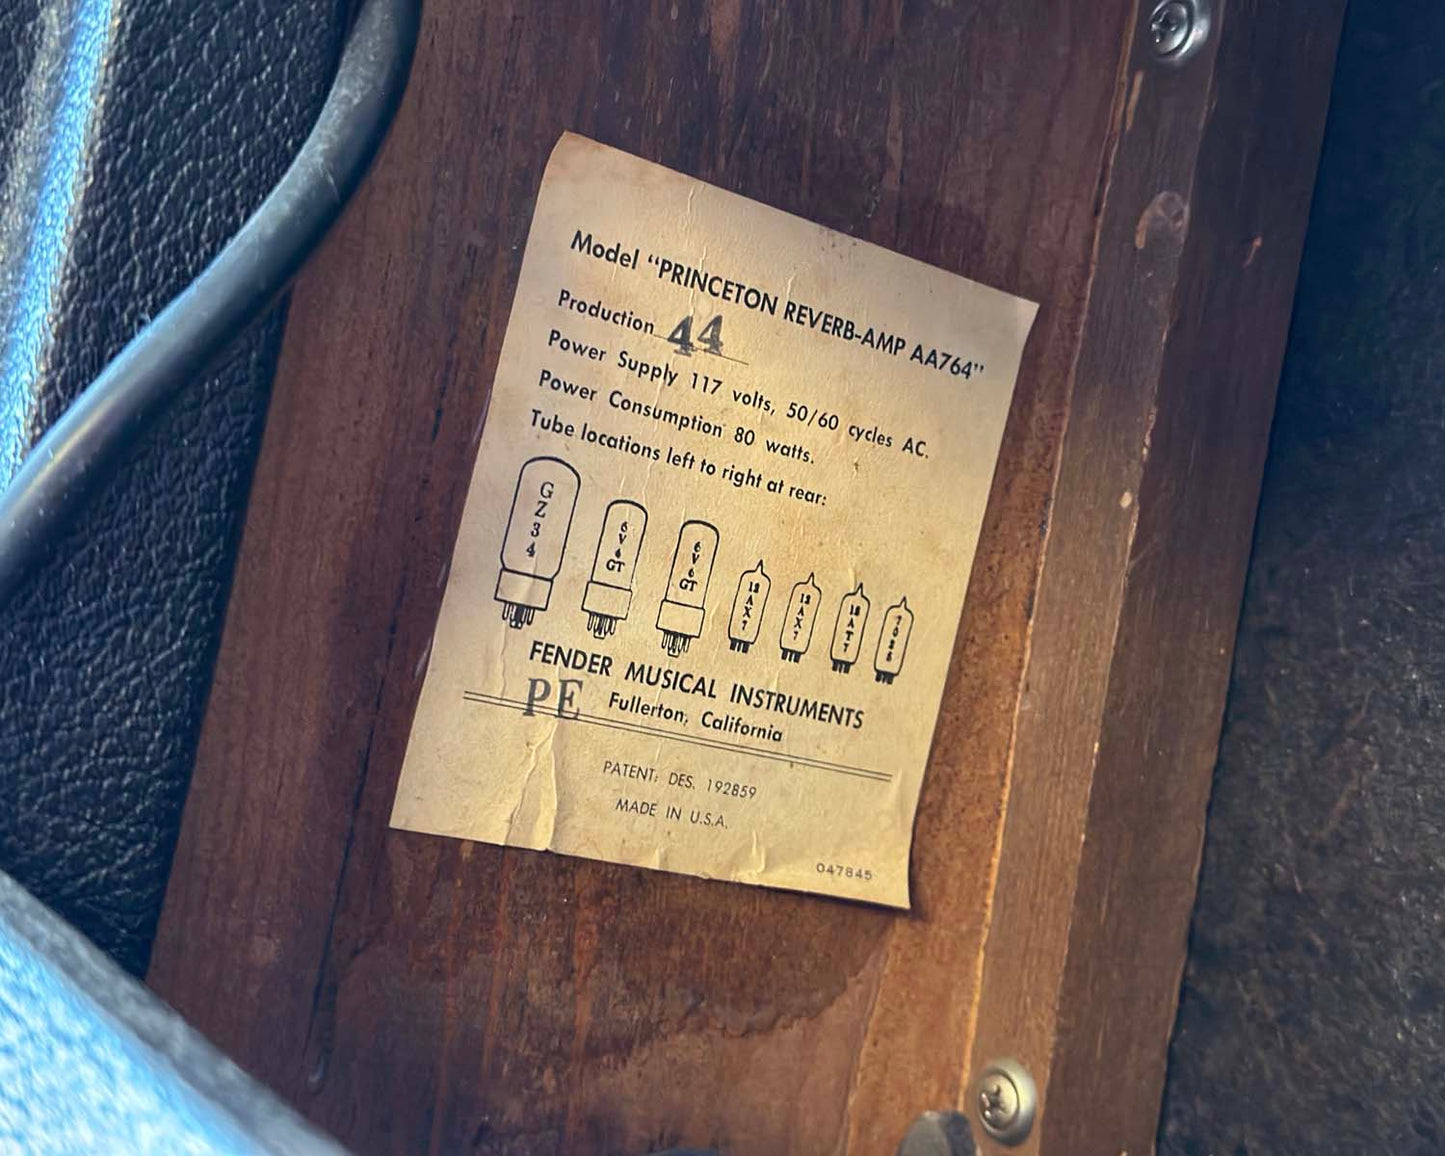 Model “PRINCETON REVERB-AMP AA764”
Production 44
Power Supply 117 volts, 50/60 cycles AC.
Power Consumption 80 watts.
Tube locations left to right at rear:
GZ34 6V6GT 6V6GT 12AX7 12AX7 12AT7 7025
FENDER MUSICAL INSTRUMENTS
PE Fullerton, California
PATENT: DES. 192859
MADE IN U.S.A.
047845